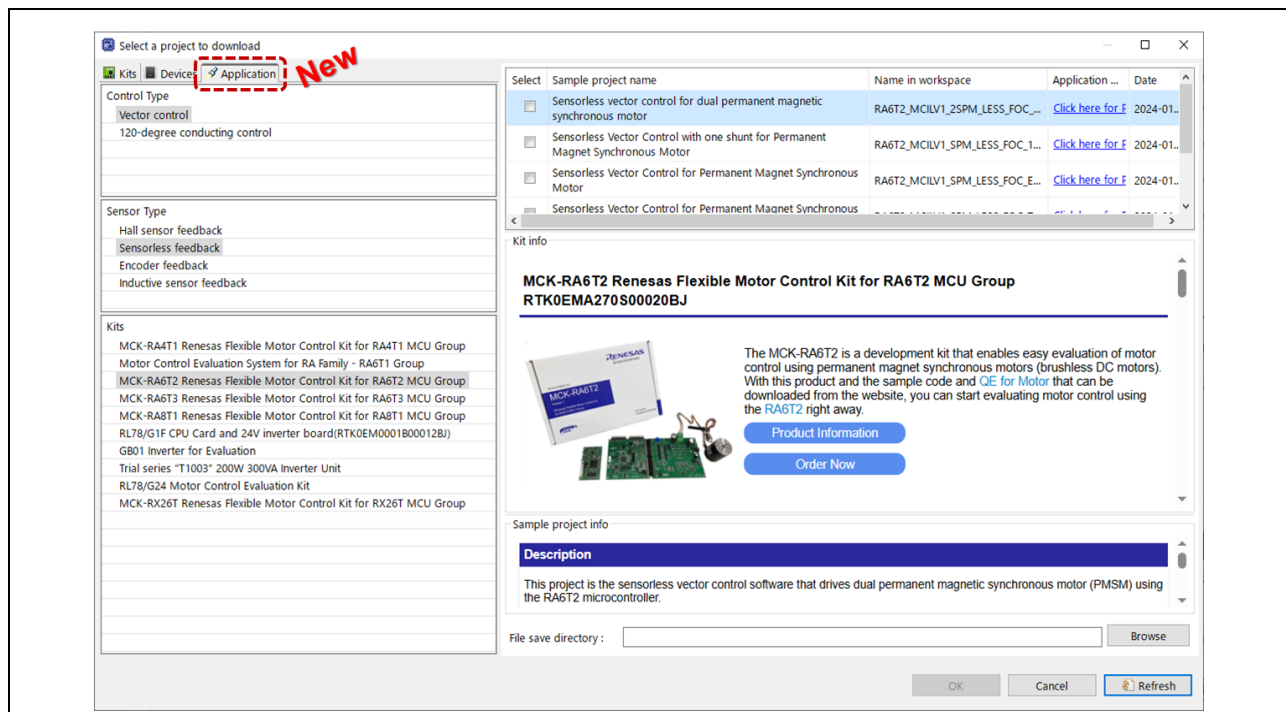 Select a project to download
Kits Devices Application New
Control Type
Vector control
120-degree conducting control
Sensor Type
Hall sensor feedback
Sensorless feedback
Encoder feedback
Inductive sensor feedback
Kits
MCK-RA4T1 Renesas Flexible Motor Control Kit for RA4T1 MCU Group
Motor Control Evaluation System for RA Family - RA6T1 Group
MCK-RA6T2 Renesas Flexible Motor Control Kit for RA6T2 MCU Group
MCK-RA6T3 Renesas Flexible Motor Control Kit for RA6T3 MCU Group
MCK-RA8T1 Renesas Flexible Motor Control Kit for RA8T1 MCU Group
RL78/G1F CPU Card and 24V inverter board(RTK0EM0001B00012BJ)
GB01 Inverter for Evaluation
Trial series "T1003" 200W 300VA Inverter Unit
RL78/G24 Motor Control Evaluation Kit
MCK-RX26T Renesas Flexible Motor Control Kit for RX26T MCU Group
Select Sample project name Name in workspace Application ... Date
Sensorless vector control for dual permanent magnetic
synchronous motor
RA6T2_MCILV1_2SPM_LESS_FOC_... Click here for F 2024-01..
Sensorless Vector Control with one shunt for Permanent
Magnet Synchronous Motor
RA6T2_MCILV1_SPM_LESS_FOC_1... Click here for F 2024-01..
Sensorless Vector Control for Permanent Magnet Synchronous
Motor
RA6T2_MCILV1_SPM_LESS_FOC_E... Click here for F 2024-01..
Sensorless Vector Control for Permanent Magnet Synchronous
Kit info
MCK-RA6T2 Renesas Flexible Motor Control Kit for RA6T2 MCU Group
RTK0EMA270S00020BJ
RENESAS
MCK-RA6T2
The MCK-RA6T2 is a development kit that enables easy evaluation of motor
control using permanent magnet synchronous motors (brushless DC motors).
With this product and the sample code and QE for Motor that can be
downloaded from the website, you can start evaluating motor control using
the RA6T2 right away.
Product Information
Order Now
Sample project info
Description
This project is the sensorless vector control software that drives dual permanent magnetic synchronous motor (PMSM) using
the RA6T2 microcontroller.
File save directory :
Browse
OK Cancel Refresh